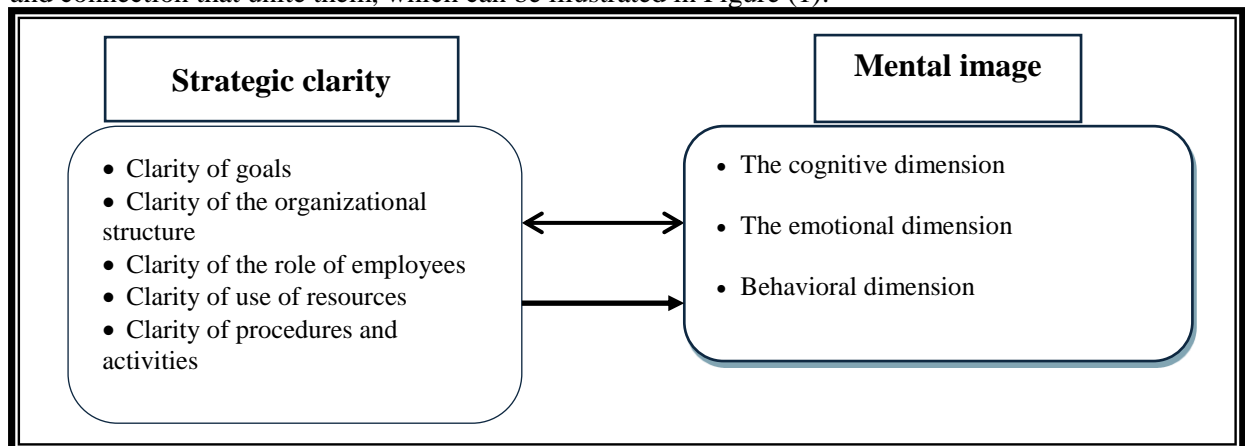 and connection that unite them, which can be illustrated in Figure (1).
Strategic clarity
Mental image
• Clarity of goals
• Clarity of the organizational
structure
• Clarity of the role of employees
• Clarity of use of resources
• Clarity of procedures and
activities
• The cognitive dimension
• The emotional dimension
• Behavioral dimension